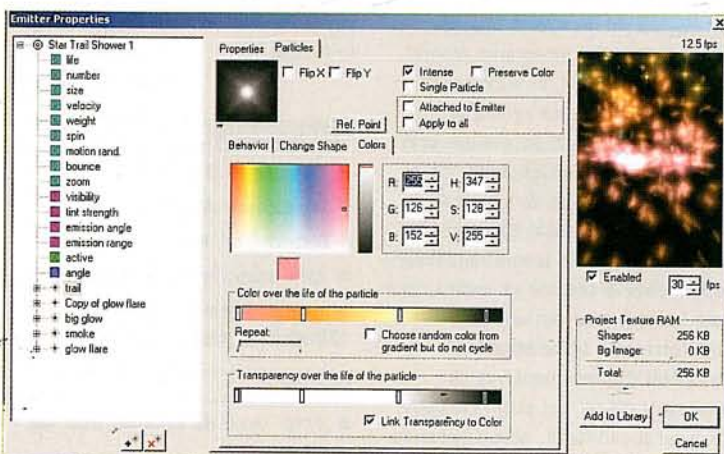 Emitter Properties
Star Trail Shower 1
life
number
size
velocity
weight
spin
motion rand.
bounce
zoom
visibility
tint strength
emission angle
emission range
active
angle
trail
Copy of glow flare
big glow
smoke
glow flare
Properties Particles
Flip X Flip Y
Intense Preserve Color
Single Particle
Attached to Emitter
Apply to all
Ref. Point
Behavior Change Shape Colors
R: 255 H: 347
G: 126 S: 128
B: 152 V: 255
Color over the life of the particle
Repeat:
Choose random color from
gradient but do not cycle
Transparency over the life of the particle
Link Transparency to Color
12.5 fps
Enabled
30 fps
Project Texture RAM
Shapes: 256 KB
Bg Image: 0 KB
Total: 256 KB
Add to Library OK
Cancel